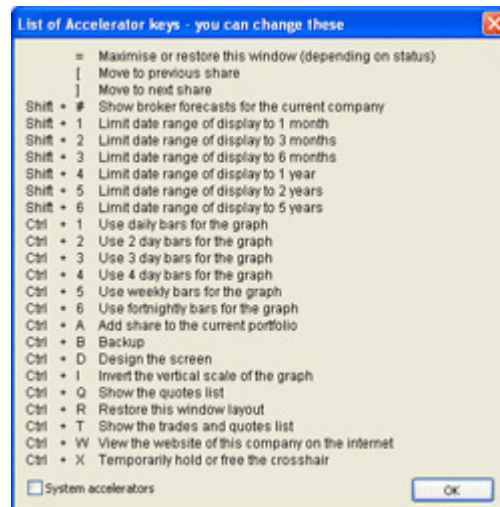 List of Accelerator keys - you can change these
= Maximise or restore this window (depending on status)
[ Move to previous share
] Move to next share
Shift + # Show broker forecasts for the current company
Shift + 1 Limit date range of display to 1 month
Shift + 2 Limit date range of display to 3 months
Shift + 3 Limit date range of display to 6 months
Shift + 4 Limit date range of display to 1 year
Shift + 5 Limit date range of display to 2 years
Shift + 6 Limit date range of display to 5 years
Ctrl + 1 Use daily bars for the graph
Ctrl + 2 Use 2 day bars for the graph
Ctrl + 3 Use 3 day bars for the graph
Ctrl + 4 Use 4 day bars for the graph
Ctrl + 5 Use weekly bars for the graph
Ctrl + 6 Use fortnightly bars for the graph
Ctrl + A Add share to the current portfolio
Ctrl + B Backup
Ctrl + D Design the screen
Ctrl + I Invert the vertical scale of the graph
Ctrl + Q Show the quotes list
Ctrl + R Restore this window layout
Ctrl + T Show the trades and quotes list
Ctrl + W View the website of this company on the internet
Ctrl + X Temporarily hold or free the crosshair
System accelerators
OK